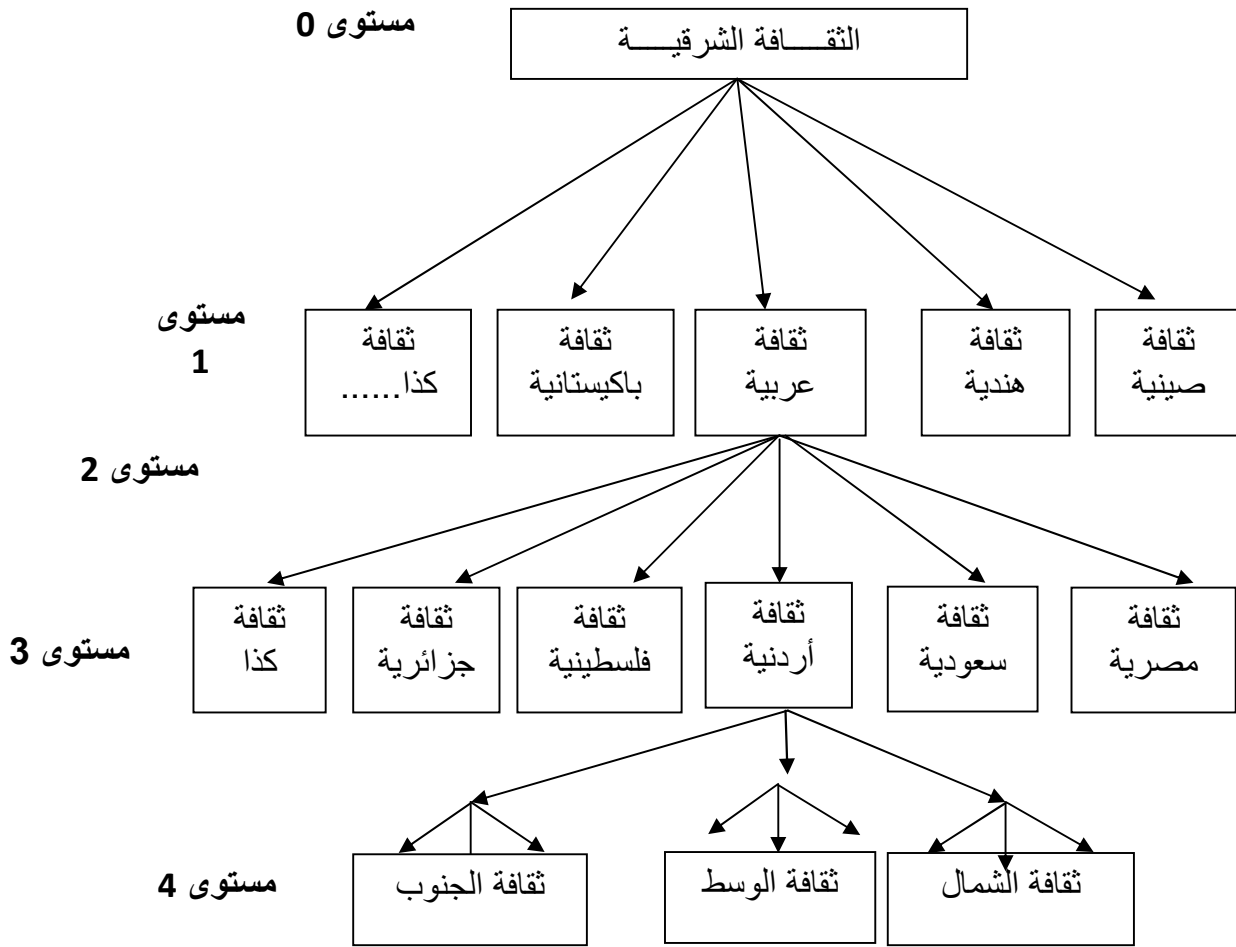 مستوى 0
الثقـــــافة الشرقيـــــة
مستوى
1
ثقافة
صينية
ثقافة
هندية
ثقافة
عربية
ثقافة
باكيستانية
ثقافة
كذا......
مستوى 2
مستوى 3
ثقافة
مصرية
ثقافة
سعودية
ثقافة
أردنية
ثقافة
فلسطينية
ثقافة
جزائرية
ثقافة
كذا
ثقافة الشمال
ثقافة الوسط
ثقافة الجنوب
مستوى 4